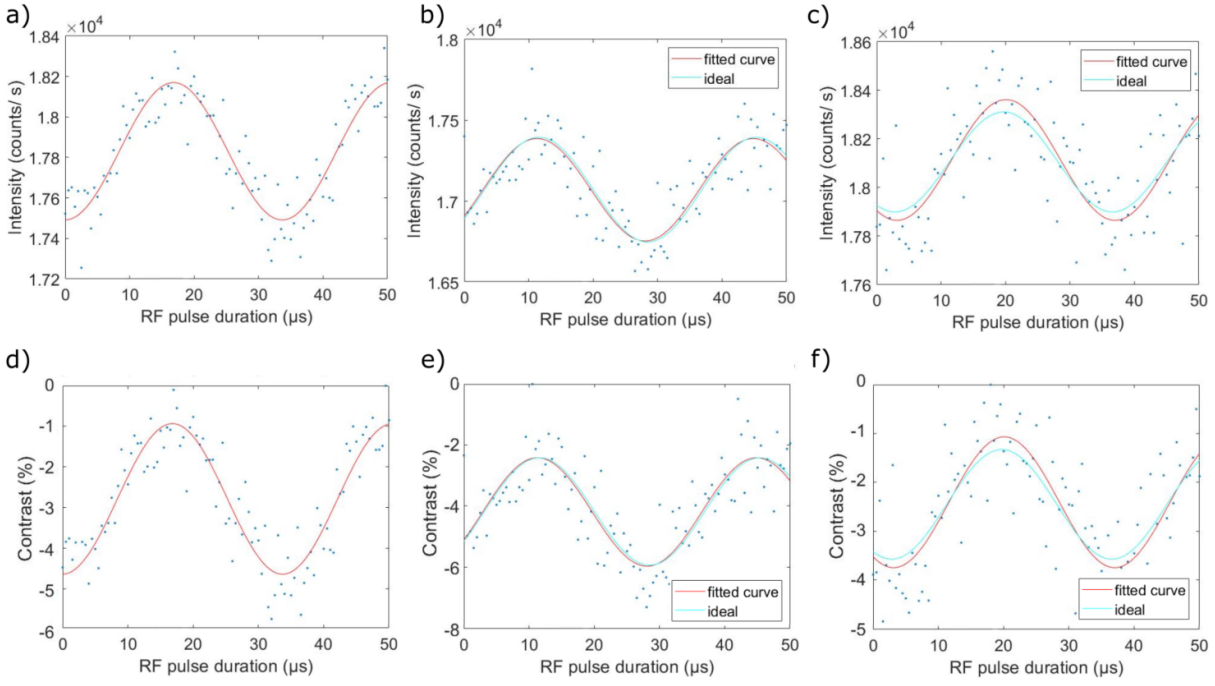 a)
×10⁴
1.84
1.82
1.8
1.78
1.76
1.74
1.72
Intensity (counts/ s)
0 10 20 30 40 50
RF pulse duration (µs)
b)
×10⁴
1.8
1.75
1.7
1.65
Intensity (counts/ s)
fitted curve
ideal
0 10 20 30 40 50
RF pulse duration (µs)
c)
×10⁴
1.86
1.84
1.82
1.8
1.78
1.76
Intensity (counts/ s)
fitted curve
ideal
0 10 20 30 40 50
RF pulse duration (µs)
d)
0
-1
-2
-3
-4
-5
-6
Contrast (%)
0 10 20 30 40 50
RF pulse duration (µs)
e)
0
-2
-4
-6
-8
Contrast (%)
fitted curve
ideal
0 10 20 30 40 50
RF pulse duration (µs)
f)
0
-1
-2
-3
-4
-5
Contrast (%)
fitted curve
ideal
0 10 20 30 40 50
RF pulse duration (µs)